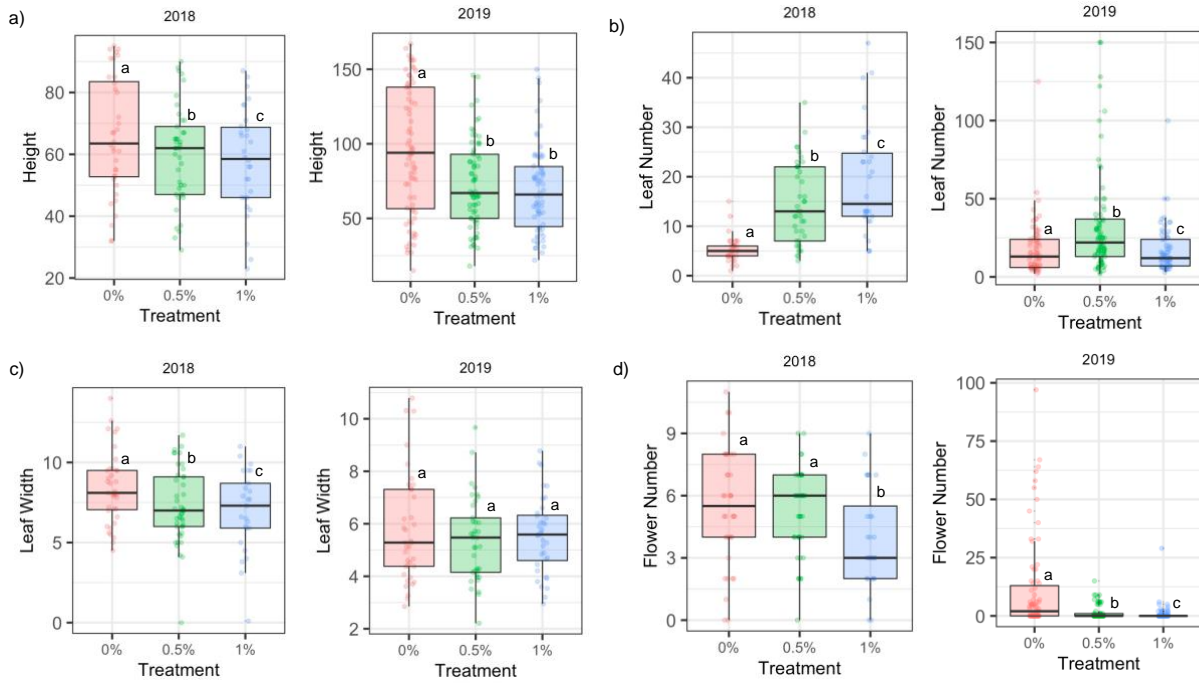 a)
2018
Height
80
60
40
20
a
b
c
0%
0.5%
1%
Treatment
2019
Height
150
100
50
a
b
b
0%
0.5%
1%
Treatment
b)
2018
Leaf Number
40
30
20
10
0
a
b
c
0%
0.5%
1%
Treatment
2019
Leaf Number
150
100
50
0
a
b
c
0%
0.5%
1%
Treatment
c)
2018
Leaf Width
10
5
0
a
b
c
0%
0.5%
1%
Treatment
2019
Leaf Width
10
8
6
4
2
a
a
a
0%
0.5%
1%
Treatment
d)
2018
Flower Number
9
6
3
0
a
a
b
0%
0.5%
1%
Treatment
2019
Flower Number
100
75
50
25
0
a
b
c
0%
0.5%
1%
Treatment